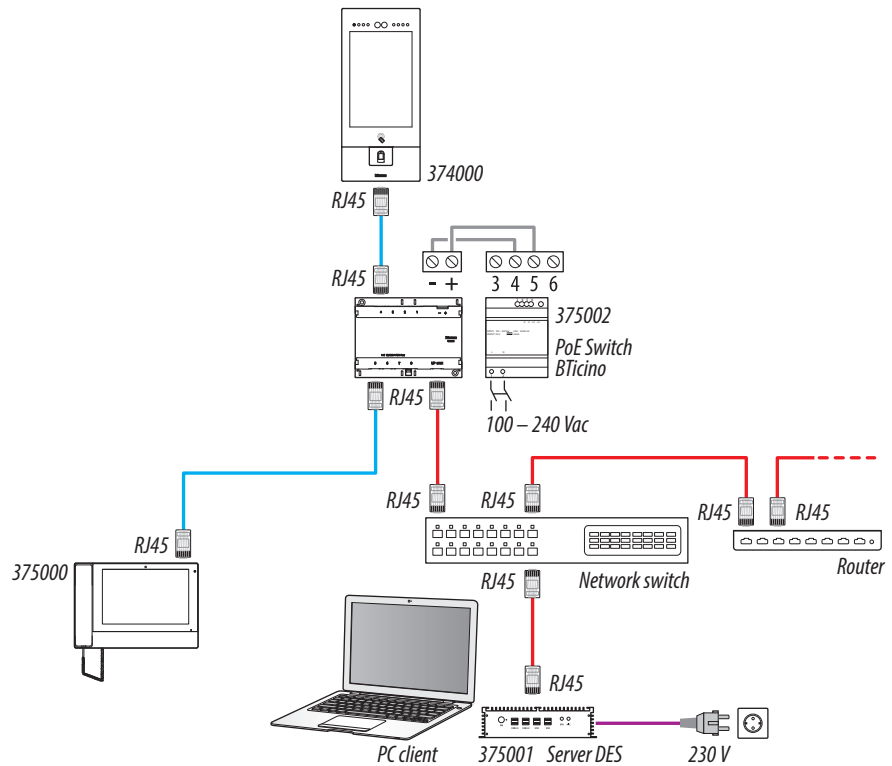 374000
RJ45
RJ45
- +
3 4 5 6
375002
PoE Switch
BTicino
RJ45
100 – 240 Vac
RJ45
RJ45
RJ45
RJ45
RJ45
375000
RJ45
Network switch
Router
RJ45
PC client
375001 Server DES
230 V